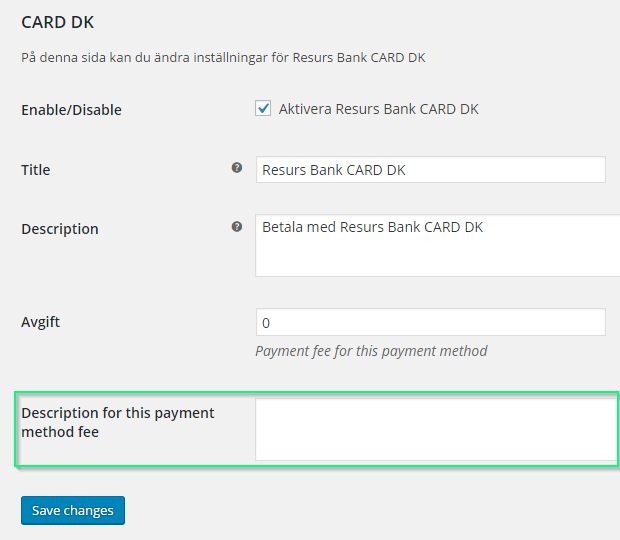 CARD DK
På denna sida kan du ändra inställningar för Resurs Bank CARD DK
Enable/Disable
Aktivera Resurs Bank CARD DK
Title
?
Resurs Bank CARD DK
Description
?
Betala med Resurs Bank CARD DK
Avgift
0
Payment fee for this payment method
Description for this payment
method fee
Save changes